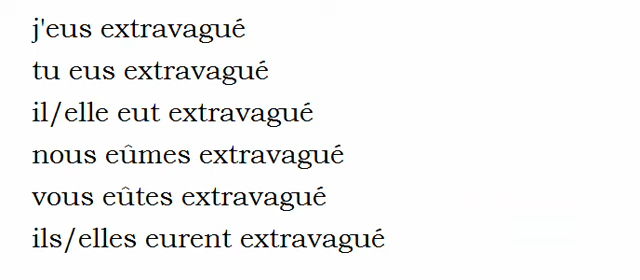 j'eus extravagué
tu eus extravagué
il/elle eut extravagué
nous eûmes extravagué
vous eûtes extravagué
ils/elles eurent extravagué